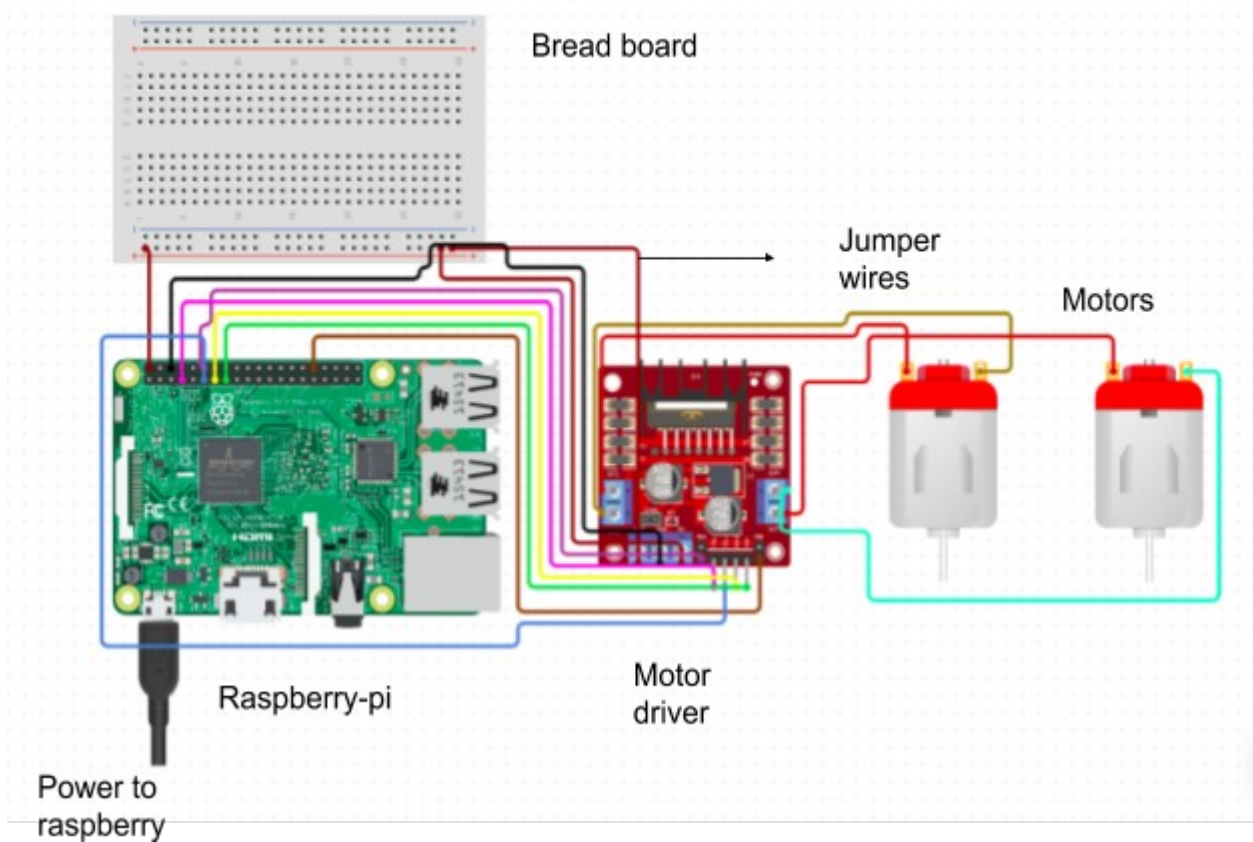 Bread board
Jumper
wires
Motors
Raspberry-pi
Motor
driver
Power to
raspberry